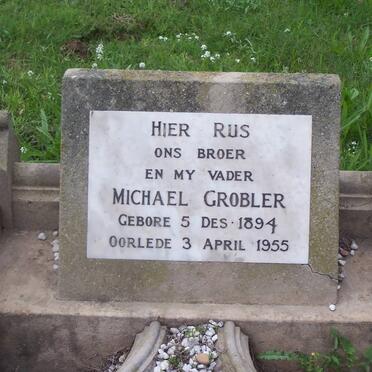 HIER RUS
ONS BROER
EN MY VADER
MICHAEL GROBLER
GEBORE 5 DES. 1894
OORLEDE 3 APRIL 1955